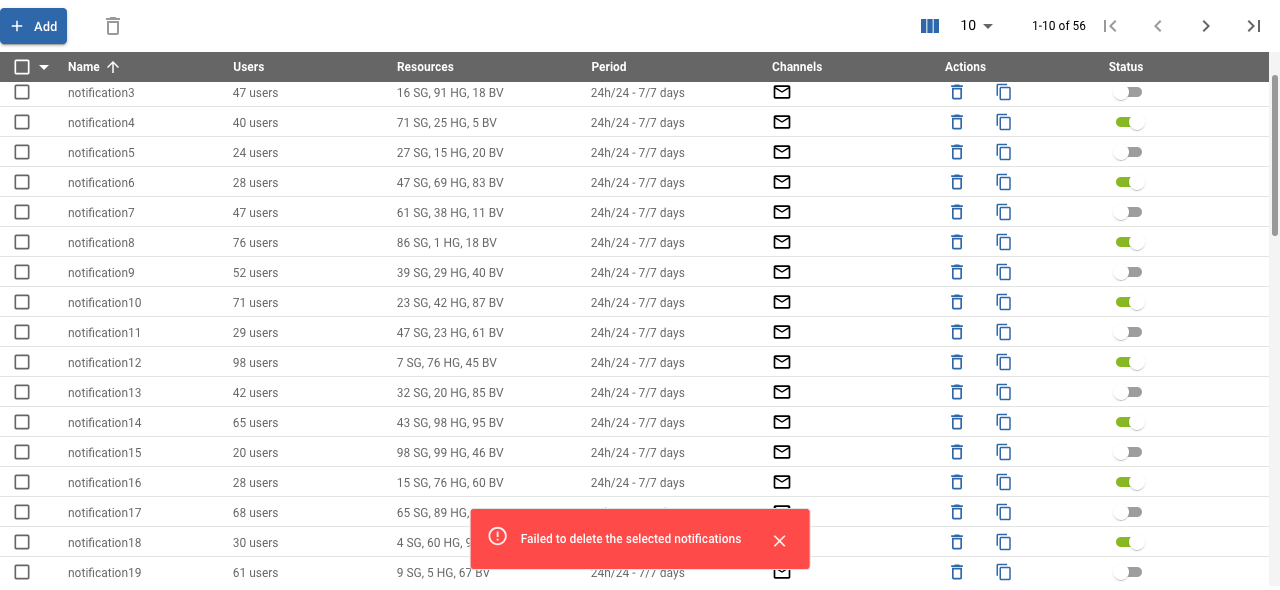 Add 10 1-10 of 56
Name Users Resources Period Channels Actions Status
notification3 47 users 16 SG, 91 HG, 18 BV 24h/24 - 7/7 days
notification4 40 users 71 SG, 25 HG, 5 BV 24h/24 - 7/7 days
notification5 24 users 27 SG, 15 HG, 20 BV 24h/24 - 7/7 days
notification6 28 users 47 SG, 69 HG, 83 BV 24h/24 - 7/7 days
notification7 47 users 61 SG, 38 HG, 11 BV 24h/24 - 7/7 days
notification8 76 users 86 SG, 1 HG, 18 BV 24h/24 - 7/7 days
notification9 52 users 39 SG, 29 HG, 40 BV 24h/24 - 7/7 days
notification10 71 users 23 SG, 42 HG, 87 BV 24h/24 - 7/7 days
notification11 29 users 47 SG, 23 HG, 61 BV 24h/24 - 7/7 days
notification12 98 users 7 SG, 76 HG, 45 BV 24h/24 - 7/7 days
notification13 42 users 32 SG, 20 HG, 85 BV 24h/24 - 7/7 days
notification14 65 users 43 SG, 98 HG, 95 BV 24h/24 - 7/7 days
notification15 20 users 98 SG, 99 HG, 46 BV 24h/24 - 7/7 days
notification16 28 users 15 SG, 76 HG, 60 BV 24h/24 - 7/7 days
notification17 68 users 65 SG, 89 HG,
notification18 30 users 4 SG, 60 HG,
Failed to delete the selected notifications
notification19 61 users 9 SG, 5 HG, 67 BV 24h/24 - 7/7 days